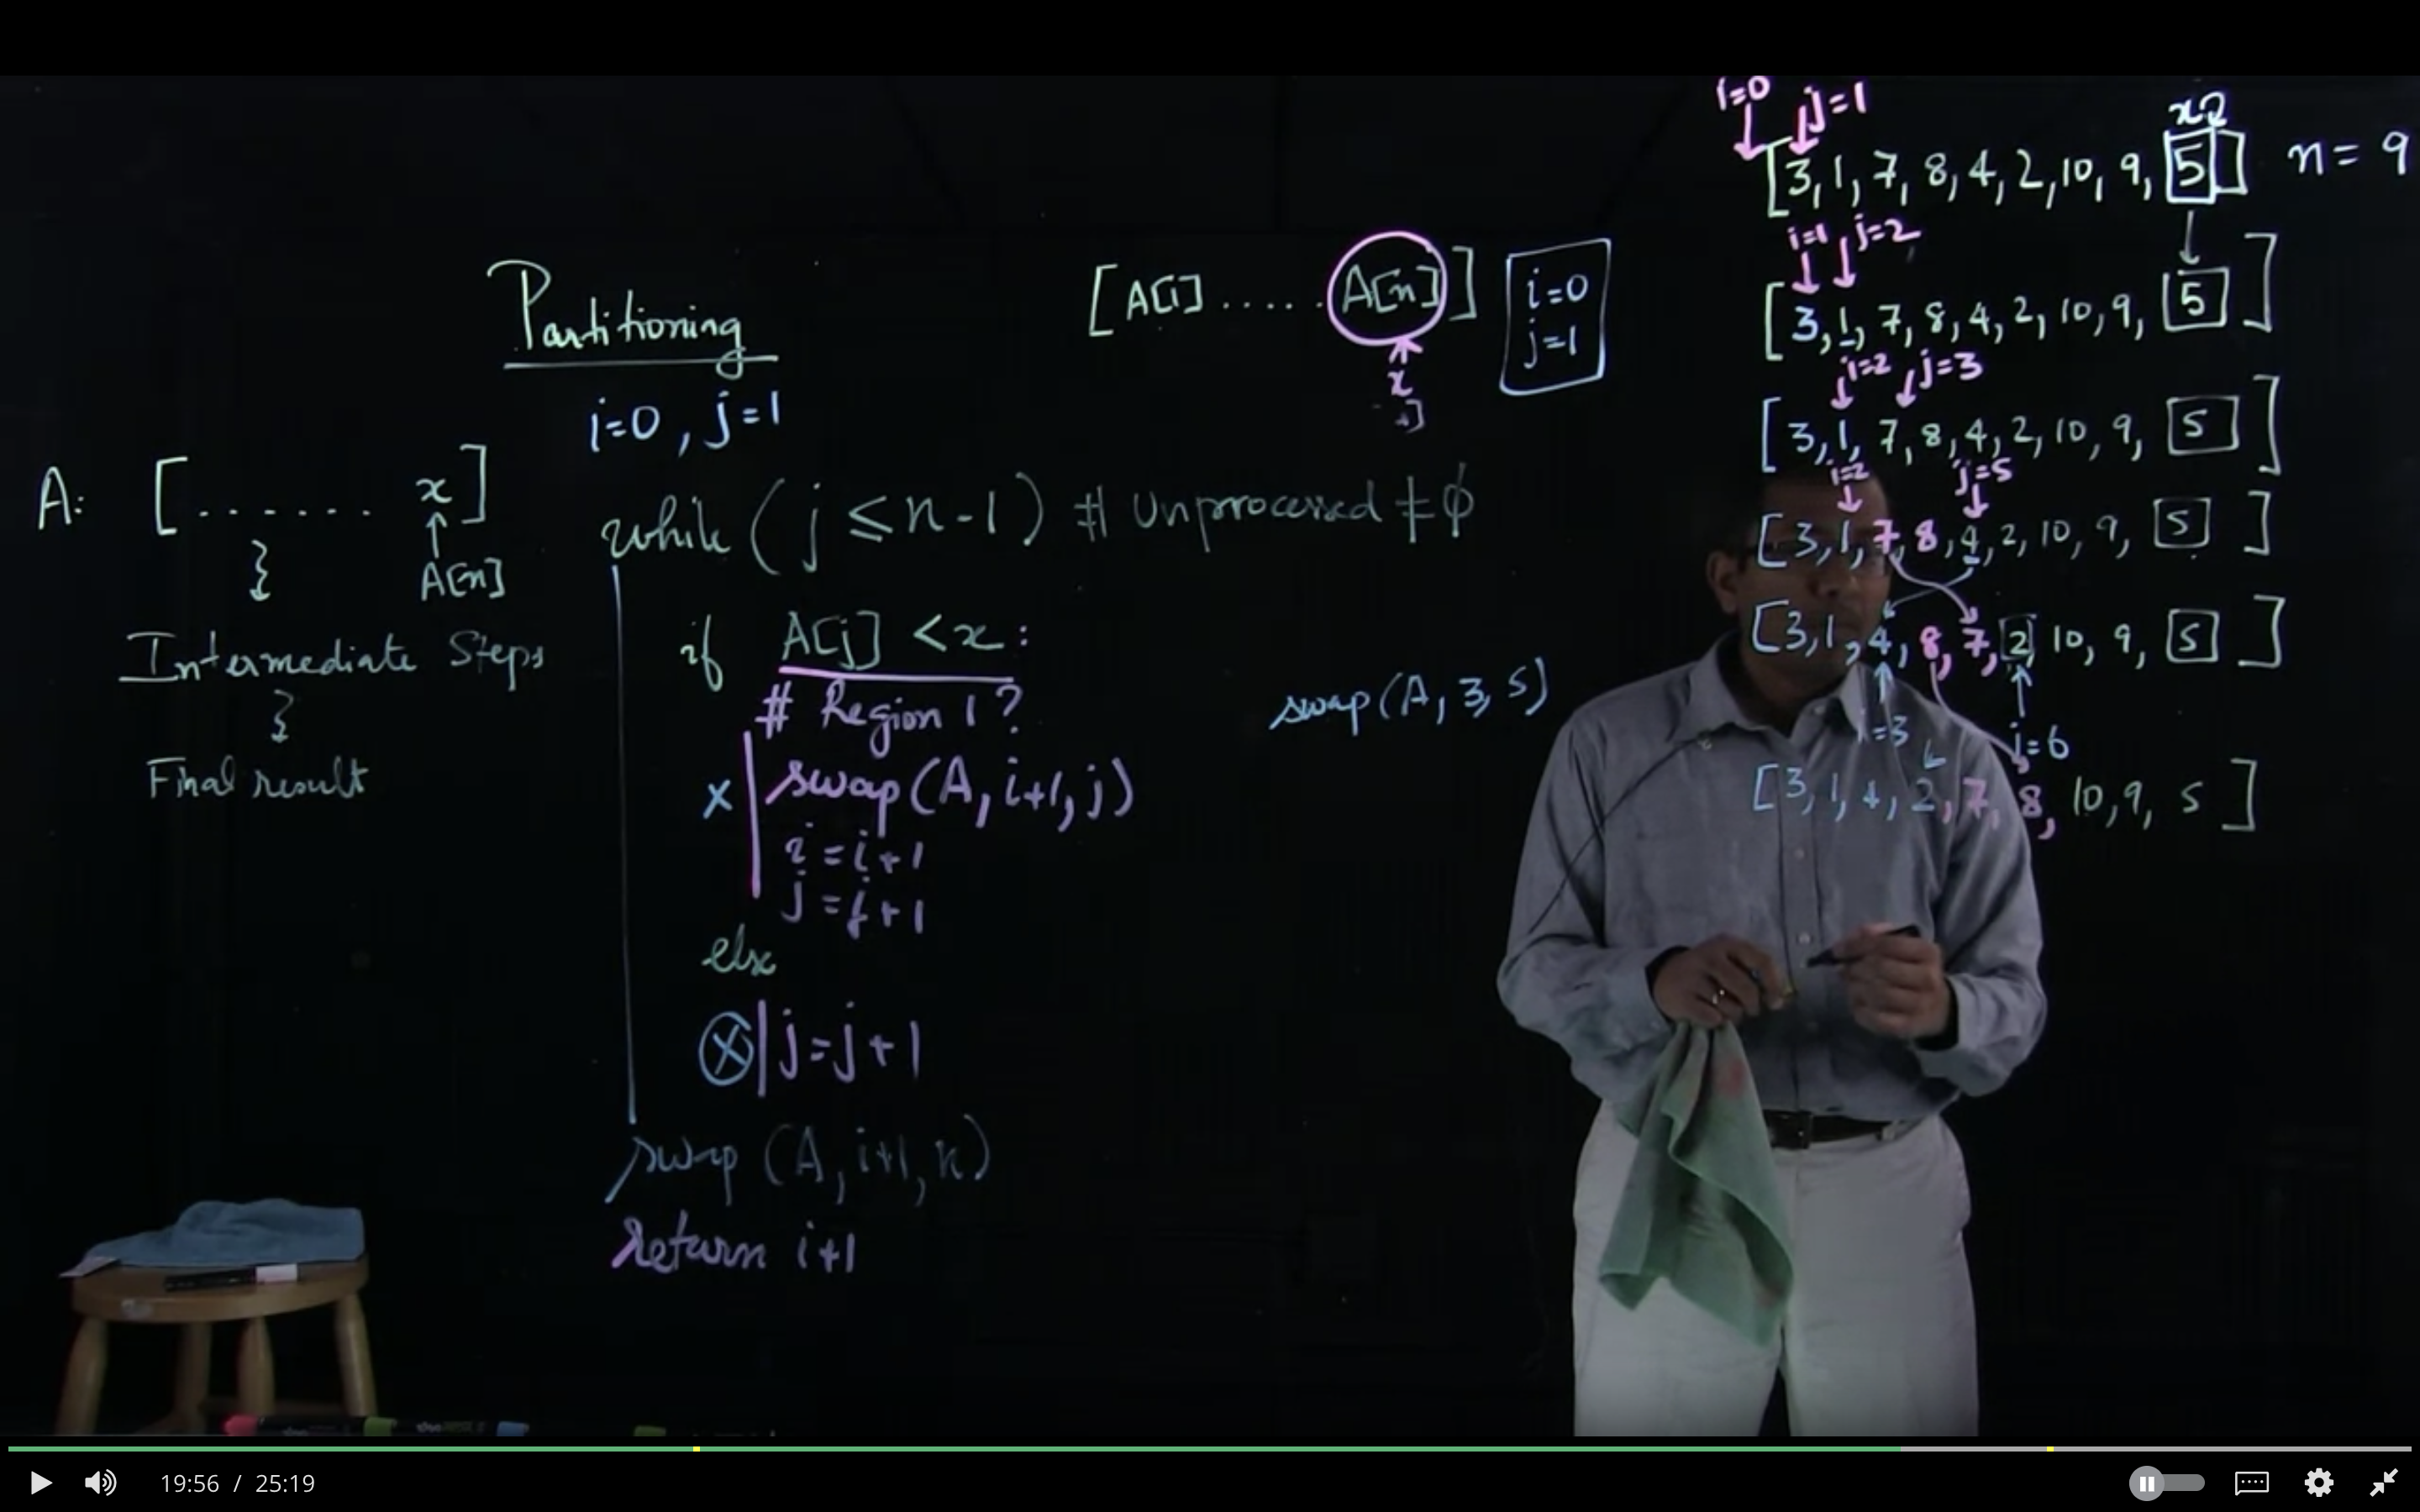 Partitioning
i=0, j=1
A: [ . . . . . . x ]
A[n]
Intermediate Steps
Final result
while ( j ≤ n-1 ) # Unprocessed ≠ ϕ
if A[j] < x :
# Region 1 ?
x swap(A, i+1, j)
i = i+1
j = j+1
else
x j = j+1
swap (A, i+1, n)
return i+1
[ A[i] ..... A[n] ]
x
i=0
j=1
swap(A, 3, 5)
i=0 j=1 x
[3, 1, 7, 8, 4, 2, 10, 9, 5] n = 9
i=1 j=2
[3, 1, 7, 8, 4, 2, 10, 9, 5]
i=2 j=3
[3, 1, 7, 8, 4, 2, 10, 9, 5]
i=2 j=5
[3, 1, 7, 8, 4, 2, 10, 9, 5]
[3, 1, 4, 8, 7, 2, 10, 9, 5]
i=3 j=6
[3, 1, 4, 2, 7, 8, 10, 9, 5]
19:56 / 25:19